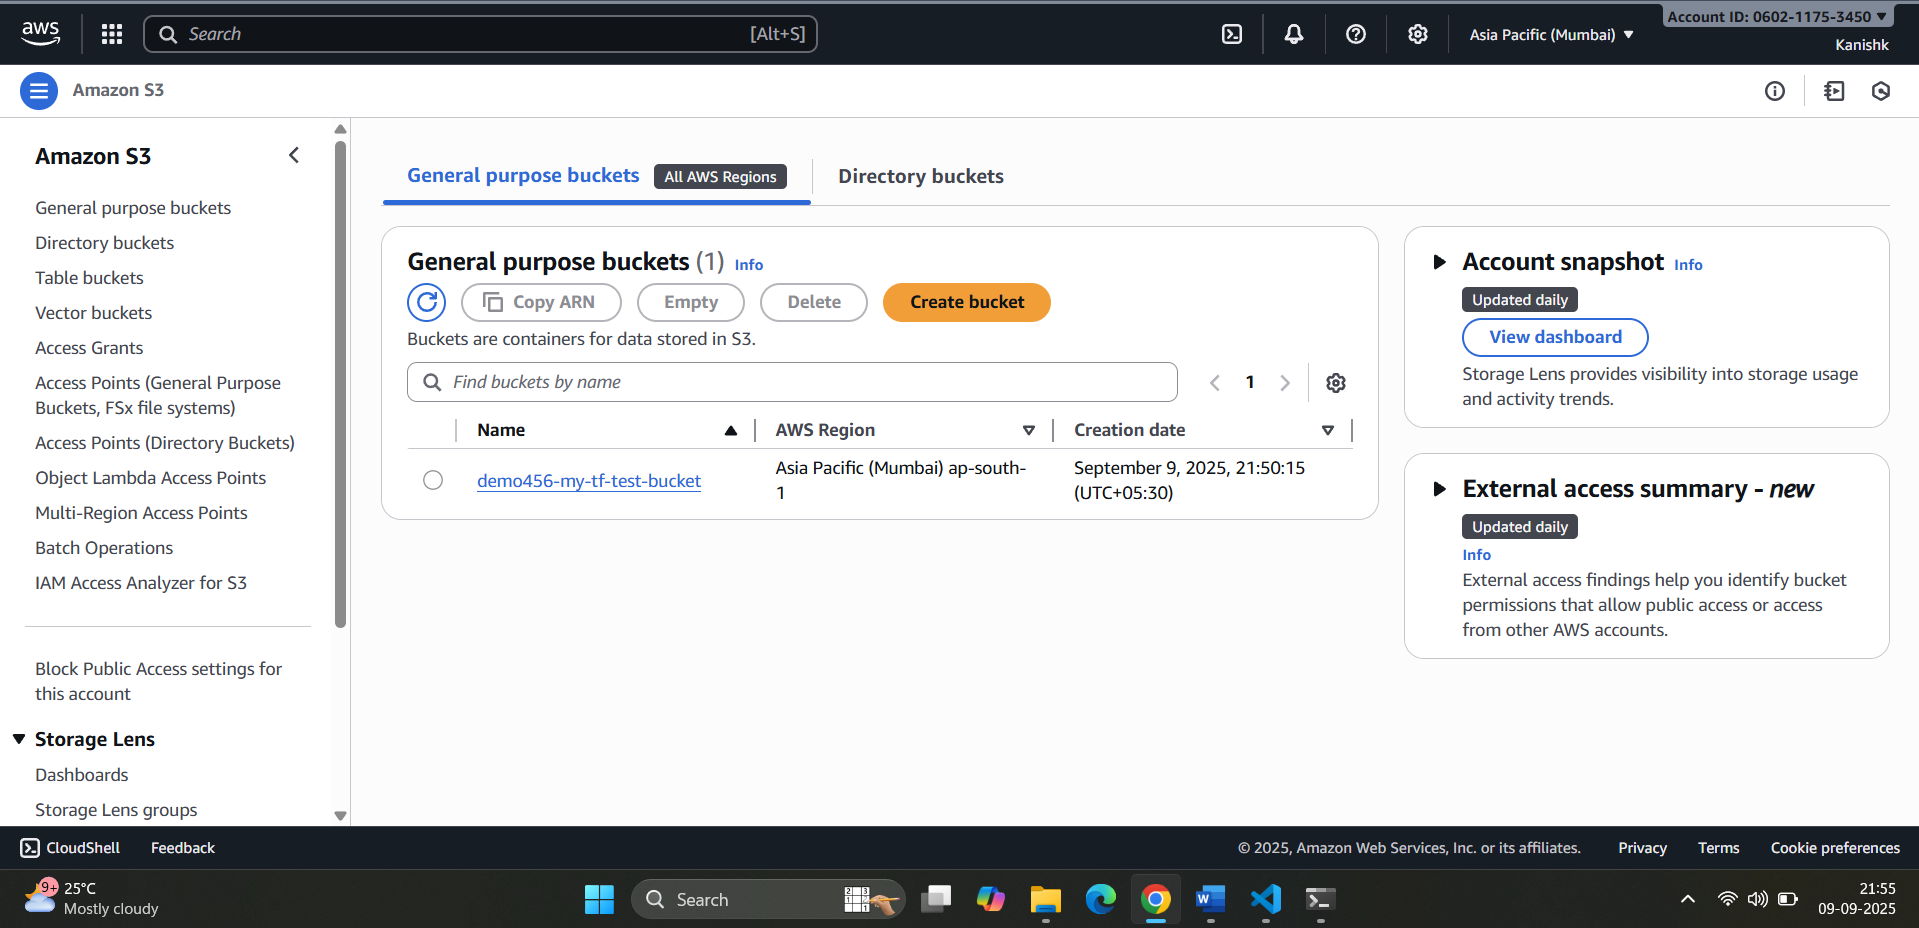 aws
Search
[Alt+S]
Asia Pacific (Mumbai)
Account ID: 0602-1175-3450
Kanishk
Amazon S3
Amazon S3
General purpose buckets
Directory buckets
Table buckets
Vector buckets
Access Grants
Access Points (General Purpose
Buckets, FSx file systems)
Access Points (Directory Buckets)
Object Lambda Access Points
Multi-Region Access Points
Batch Operations
IAM Access Analyzer for S3
Block Public Access settings for
this account
Storage Lens
Dashboards
Storage Lens groups
General purpose buckets
All AWS Regions
Directory buckets
General purpose buckets (1) Info
Copy ARN
Empty
Delete
Create bucket
Buckets are containers for data stored in S3.
Find buckets by name
1
Name
AWS Region
Creation date
demo456-my-tf-test-bucket
Asia Pacific (Mumbai) ap-south-
1
September 9, 2025, 21:50:15
(UTC+05:30)
Account snapshot Info
Updated daily
View dashboard
Storage Lens provides visibility into storage usage
and activity trends.
External access summary - new
Updated daily
Info
External access findings help you identify bucket
permissions that allow public access or access
from other AWS accounts.
CloudShell
Feedback
© 2025, Amazon Web Services, Inc. or its affiliates.
Privacy
Terms
Cookie preferences
9+
25°C
Mostly cloudy
Search
21:55
09-09-2025